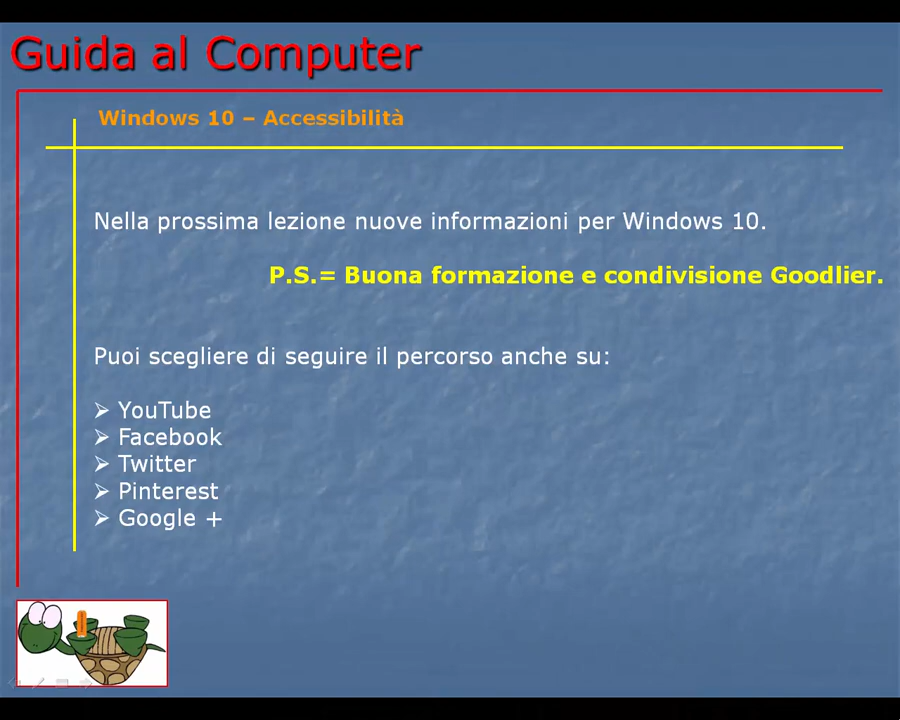 Guida al Computer
Windows 10 – Accessibilità
Nella prossima lezione nuove informazioni per Windows 10.
P.S.= Buona formazione e condivisione Goodlier.
Puoi scegliere di seguire il percorso anche su:
➢ YouTube
➢ Facebook
➢ Twitter
➢ Pinterest
➢ Google +